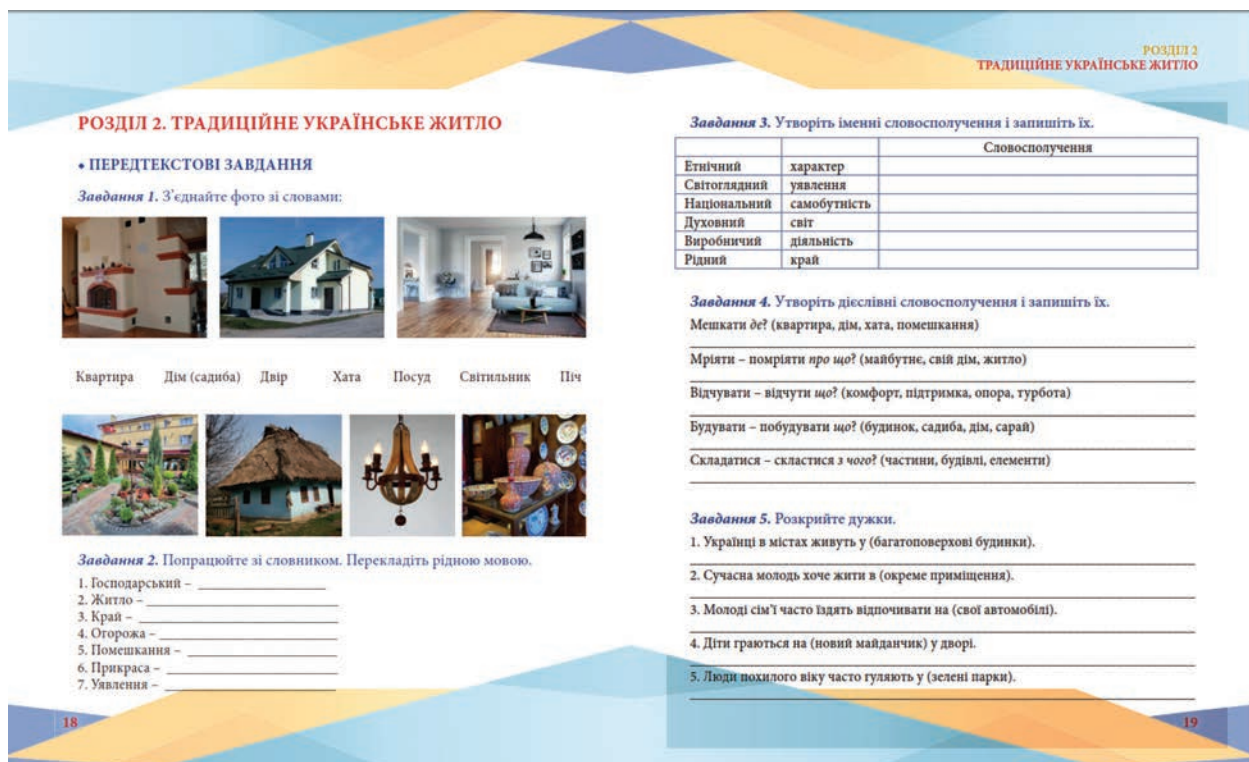 РОЗДІЛ 2. ТРАДИЦІЙНЕ УКРАЇНСЬКЕ ЖИТЛО
• ПЕРЕДТЕКСТОВІ ЗАВДАННЯ
Завдання 1. З’єднайте фото зі словами:
Квартира Дім (садиба) Двір Хата Посуд Світильник Піч
Завдання 2. Попрацюйте зі словником. Перекладіть рідною мовою.
1. Господарський – ____________________
2. Житло – ____________________
3. Край – ____________________
4. Огорожа – ____________________
5. Помешкання – ____________________
6. Прикраса – ____________________
7. Уявлення – ____________________
18
РОЗДІЛ 2
ТРАДИЦІЙНЕ УКРАЇНСЬКЕ ЖИТЛО
Завдання 3. Утворіть іменні словосполучення і запишіть їх.
Словосполучення
Етнічний характер
Світоглядний уявлення
Національний самобутність
Духовний світ
Виробничий діяльність
Рідний край
Завдання 4. Утворіть дієслівні словосполучення і запишіть їх.
Мешкати де? (квартира, дім, хата, помешкання)
Мріяти – помріяти про що? (майбутнє, свій дім, житло)
Відчувати – відчути що? (комфорт, підтримка, опора, турбота)
Будувати – побудувати що? (будинок, садиба, дім, сарай)
Складатися – скластися з чого? (частини, будівлі, елементи)
Завдання 5. Розкрийте дужки.
1. Українці в містах живуть у (багатоповерхові будинки).
2. Сучасна молодь хоче жити в (окреме приміщення).
3. Молоді сім’ї часто їздять відпочивати на (свої автомобілі).
4. Діти граються на (новий майданчик) у дворі.
5. Люди похилого віку часто гуляють у (зелені парки).
19